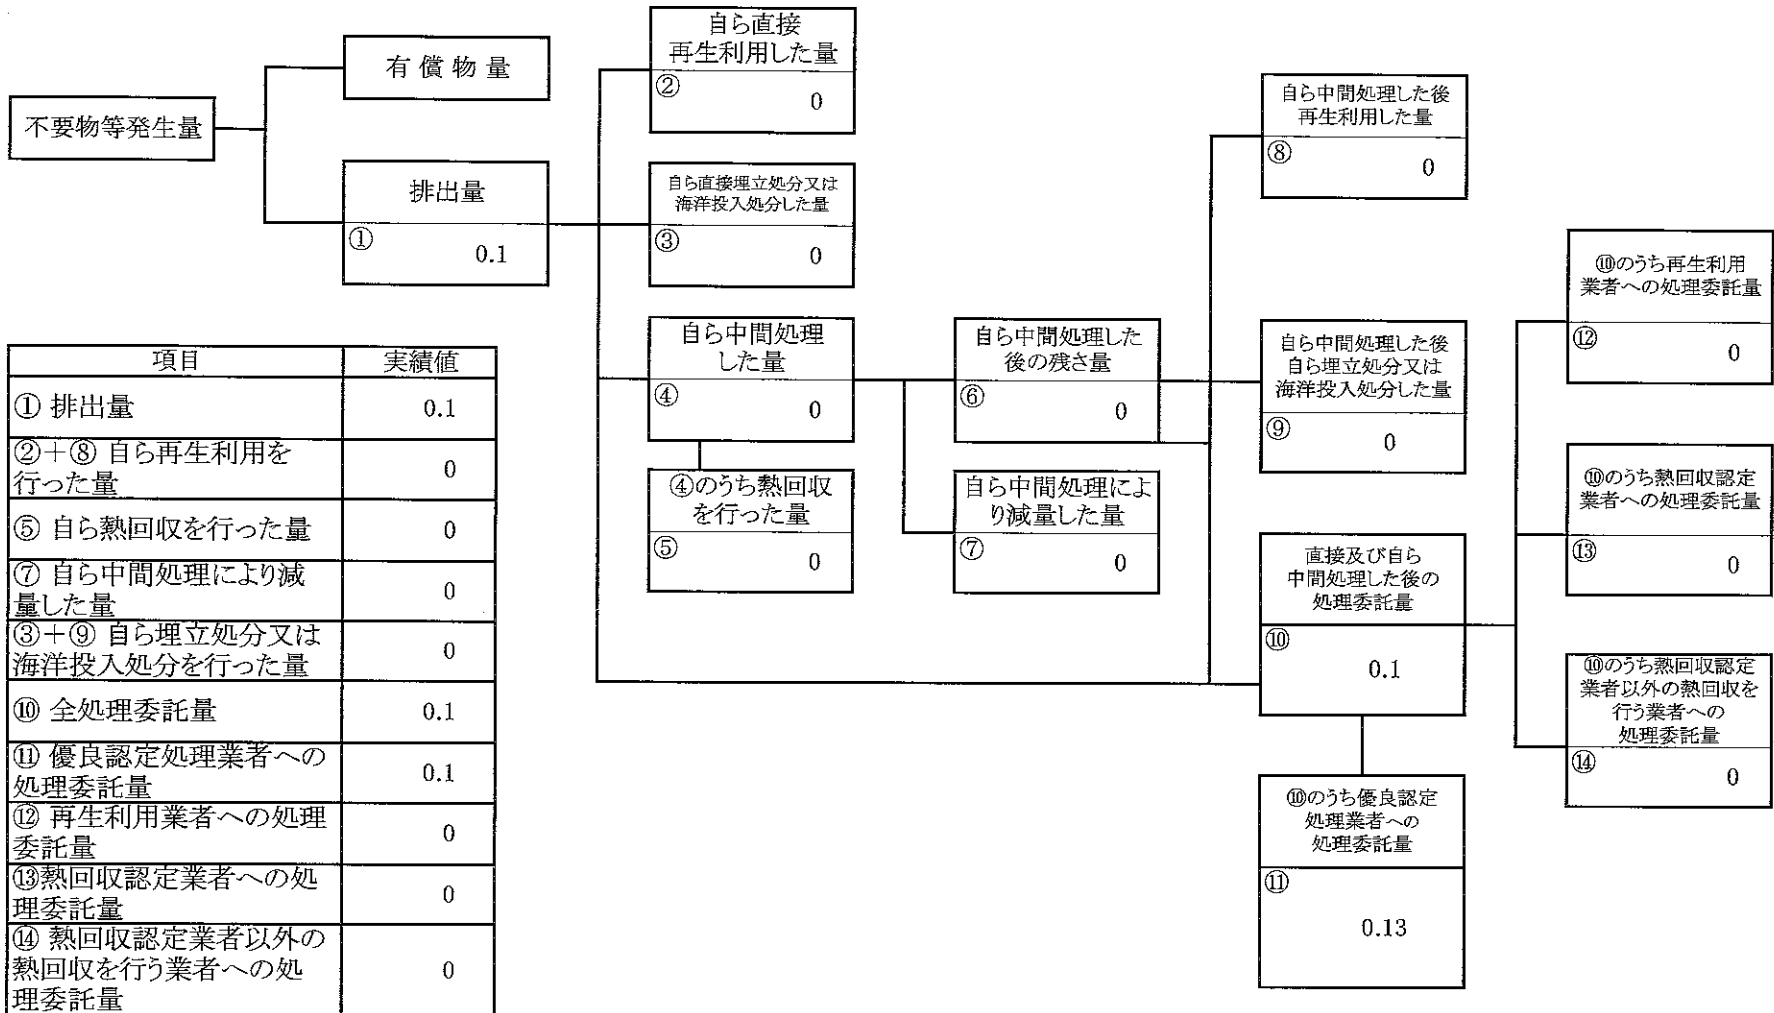 不要物等発生量
有償物量
排出量
① 0.1
自ら直接
再生利用した量
② 0
自ら直接埋立処分又は
海洋投入処分した量
③ 0
自ら中間処理
した量
④ 0
④のうち熱回収
を行った量
⑤ 0
自ら中間処理した
後の残さ量
⑥ 0
自ら中間処理によ
り減量した量
⑦ 0
自ら中間処理した後
再生利用した量
⑧ 0
自ら中間処理した後
自ら埋立処分又は
海洋投入処分した量
⑨ 0
直接及び自ら
中間処理した後の
処理委託量
⑩ 0.1
⑩のうち優良認定
処理業者への
処理委託量
⑪ 0.13
⑩のうち再生利用
業者への処理委託量
⑫ 0
⑩のうち熱回収認定
業者への処理委託量
⑬ 0
⑩のうち熱回収認定
業者以外の熱回収を
行う業者への
処理委託量
⑭ 0
項目 実績値
① 排出量 0.1
②+⑧ 自ら再生利用を
行った量 0
⑤ 自ら熱回収を行った量 0
⑦ 自ら中間処理により減
量した量 0
③+⑨ 自ら埋立処分又は
海洋投入処分を行った量 0
⑩ 全処理委託量 0.1
⑪ 優良認定処理業者への
処理委託量 0.1
⑫ 再生利用業者への処理
委託量 0
⑬熱回収認定業者への処
理委託量 0
⑭ 熱回収認定業者以外の
熱回収を行う業者への処
理委託量 0